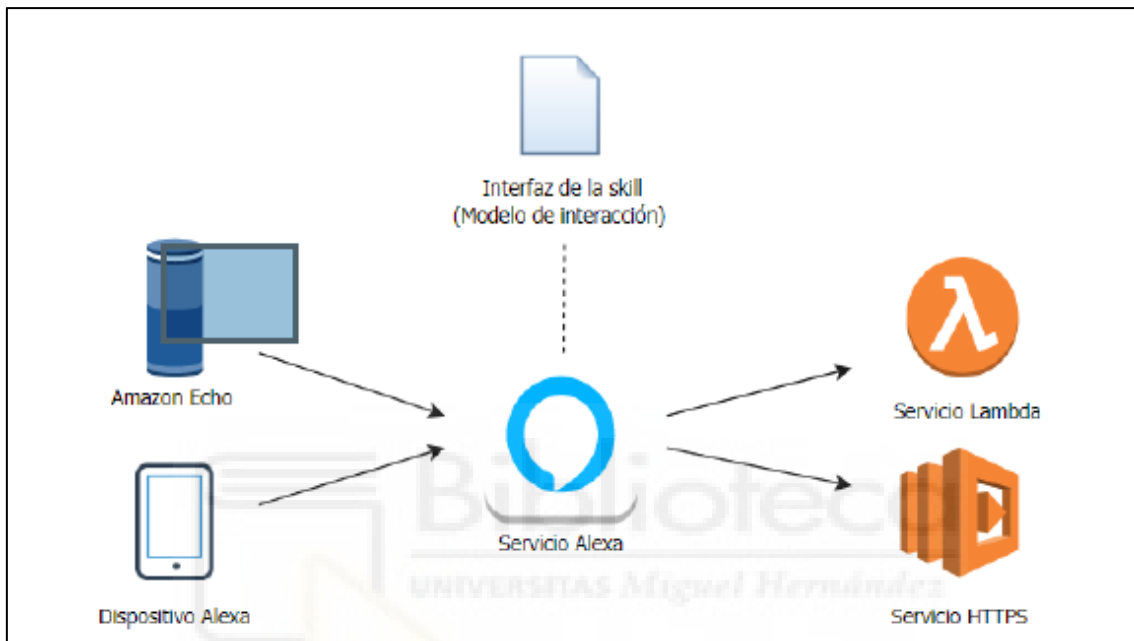 Interfaz de la skill
(Modelo de interacción)
Amazon Echo
Servicio Lambda
Servicio Alexa
Biblioteca
UNIVERSITAS Miguel Hernández
Dispositivo Alexa
Servicio HTTPS